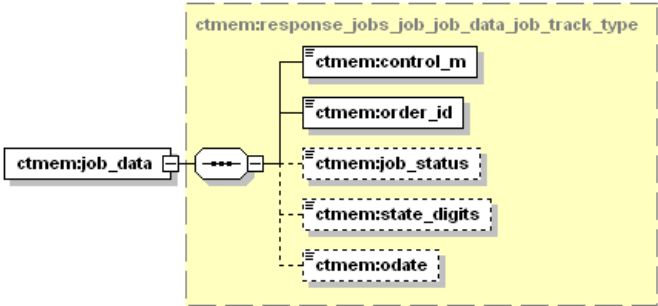 ctmem:response_jobs_job_job_data_job_track_type
ctmem:control_m
ctmem:order_id
ctmem:job_data
ctmem:job_status
ctmem:state_digits
ctmem:odate